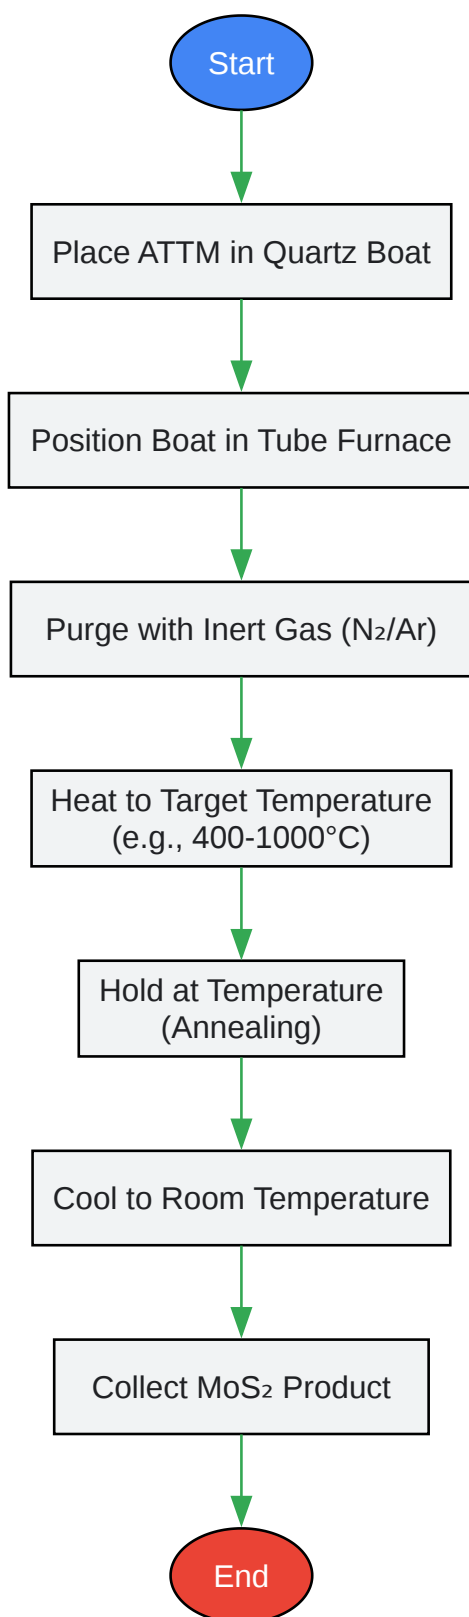 Start
Place ATTM in Quartz Boat
Position Boat in Tube Furnace
Purge with Inert Gas (N₂/Ar)
Heat to Target Temperature
(e.g., 400-1000°C)
Hold at Temperature
(Annealing)
Cool to Room Temperature
Collect MoS₂ Product
End